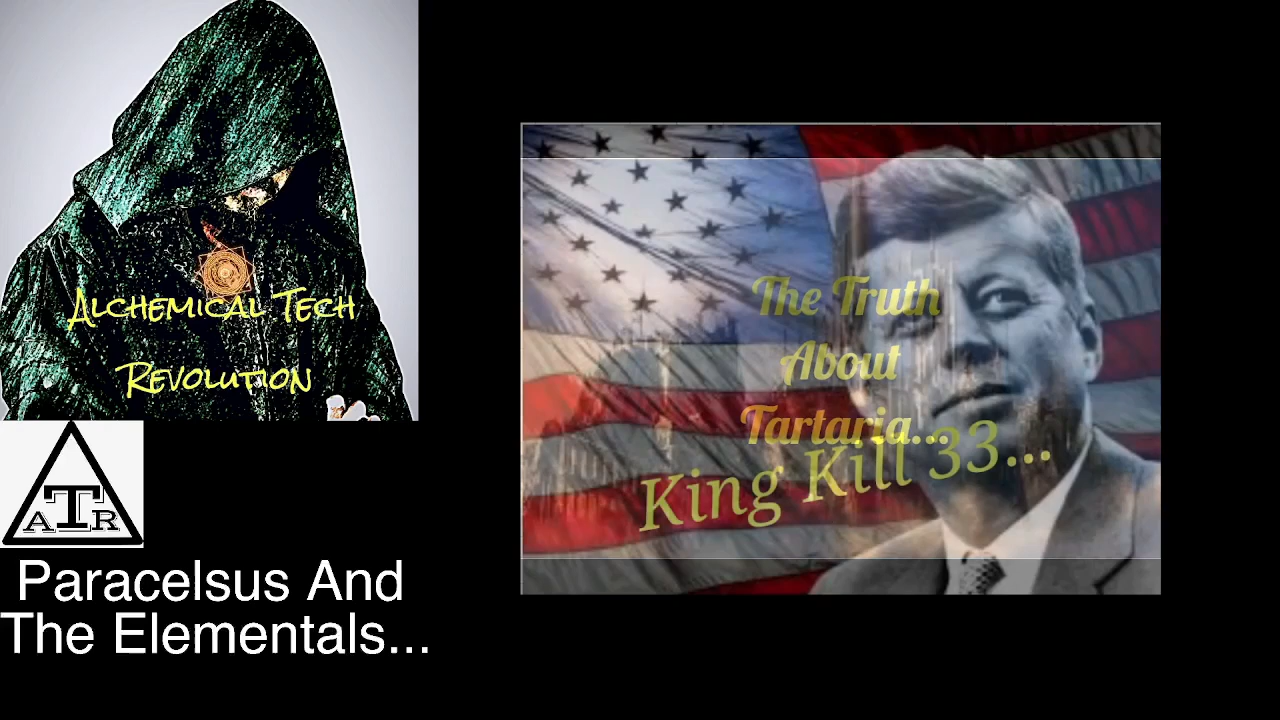 Alchemical Tech
Revolution
ATR
Paracelsus And
The Elementals...
The Truth
About
Tartaria...
King Kill 33...